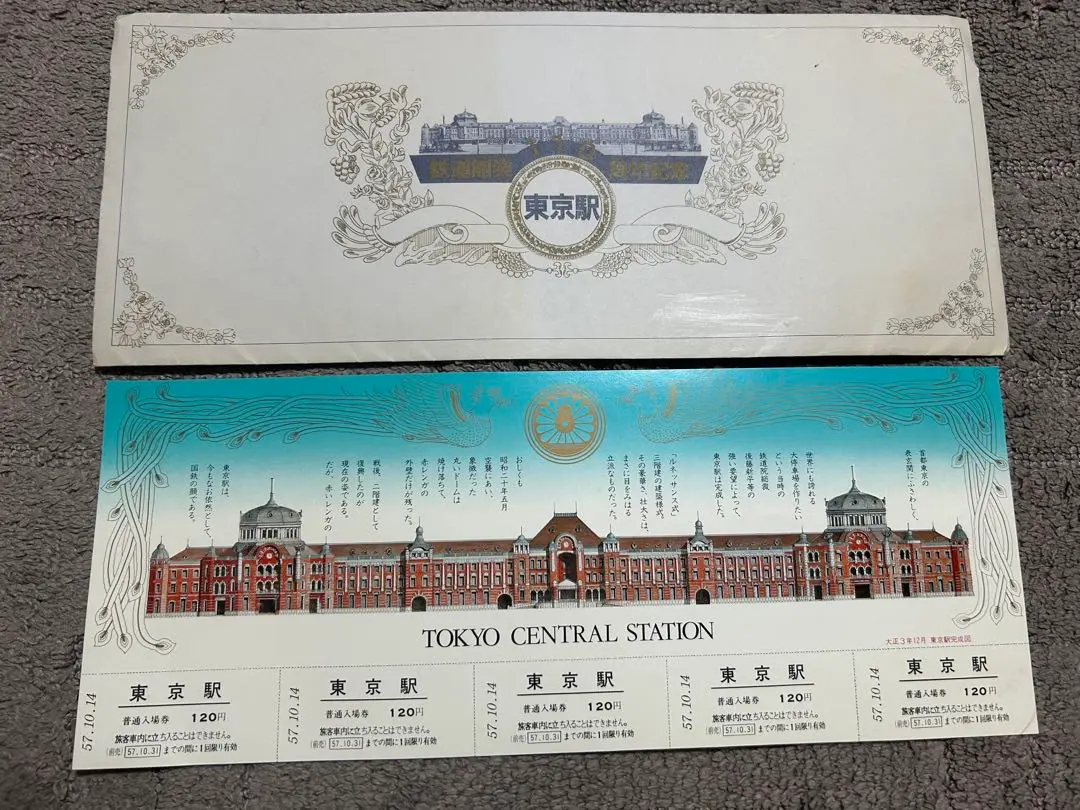 110
鉄道開業 周年記念
東京駅
首都東京の
表玄関にふさわしく、
世界にも誇れる
大停車場を作りたい、
という当時の
鉄道院総裁
後藤新平等の
強い要望によって、
東京駅は完成した。
「ルネッサンス式」
三階建の建築様式。
その豪華さ、壮大さは、
まさに目をみはる
立派なものだった。
おしくも
昭和二十年五月
空襲にあい、
象徴だった
丸いドームは
焼け落ちて、
赤レンガの
外壁だけが残った。
戦後、二階建として
復興したのが
現在の姿である。
だが、赤いレンガの
東京駅は、
今もなお依然として、
国鉄の顔である。
TOKYO CENTRAL STATION
大正3年12月 東京駅完成図
57.10.14
東京駅
普通入場券 120円
旅客車内に立ち入ることはできません。
(前売) 57.10.31 までの間に1回限り有効
57.10.14
東京駅
普通入場券 120円
旅客車内に立ち入ることはできません。
(前売) 57.10.31 までの間に1回限り有効
57.10.14
東京駅
普通入場券 120円
旅客車内に立ち入ることはできません。
(前売) 57.10.31 までの間に1回限り有効
57.10.14
東京駅
普通入場券 120円
旅客車内に立ち入ることはできません。
(前売) 57.10.31 までの間に1回限り有効
57.10.14
東京駅
普通入場券 120円
旅客車内に立ち入ることはできません。
(前売) 57.10.31 までの間に1回限り有効